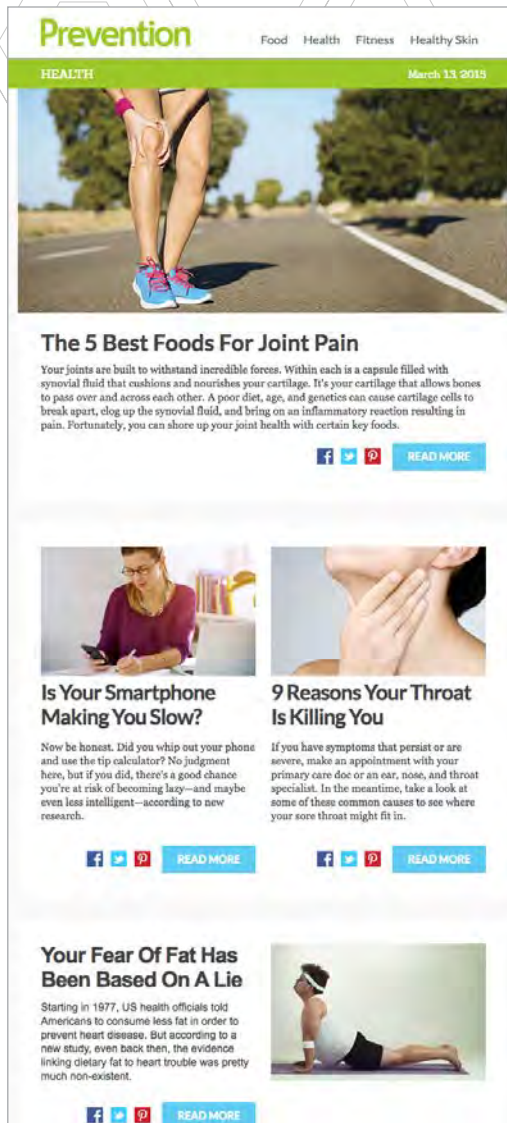 Prevention
Food Health Fitness Healthy Skin
HEALTH March 13, 2015
The 5 Best Foods For Joint Pain
Your joints are built to withstand incredible forces. Within each is a capsule filled with
synovial fluid that cushions and nourishes your cartilage. It's your cartilage that allows bones
to pass over and across each other. A poor diet, age, and genetics can cause cartilage cells to
break apart, clog up the synovial fluid, and bring on an inflammatory reaction resulting in
pain. Fortunately, you can shore up your joint health with certain key foods.
READ MORE
Is Your Smartphone
Making You Slow?
Now be honest. Did you whip out your phone
and use the tip calculator? No judgment
here, but if you did, there's a good chance
you're at risk of becoming lazy—and maybe
even less intelligent—according to new
research.
READ MORE
9 Reasons Your Throat
Is Killing You
If you have symptoms that persist or are
severe, make an appointment with your
primary care doc or an ear, nose, and throat
specialist. In the meantime, take a look at
some of these common causes to see where
your sore throat might fit in.
READ MORE
Your Fear Of Fat Has
Been Based On A Lie
Starting in 1977, US health officials told
Americans to consume less fat in order to
prevent heart disease. But according to a
new study, even back then, the evidence
linking dietary fat to heart trouble was pretty
much non-existent.
READ MORE